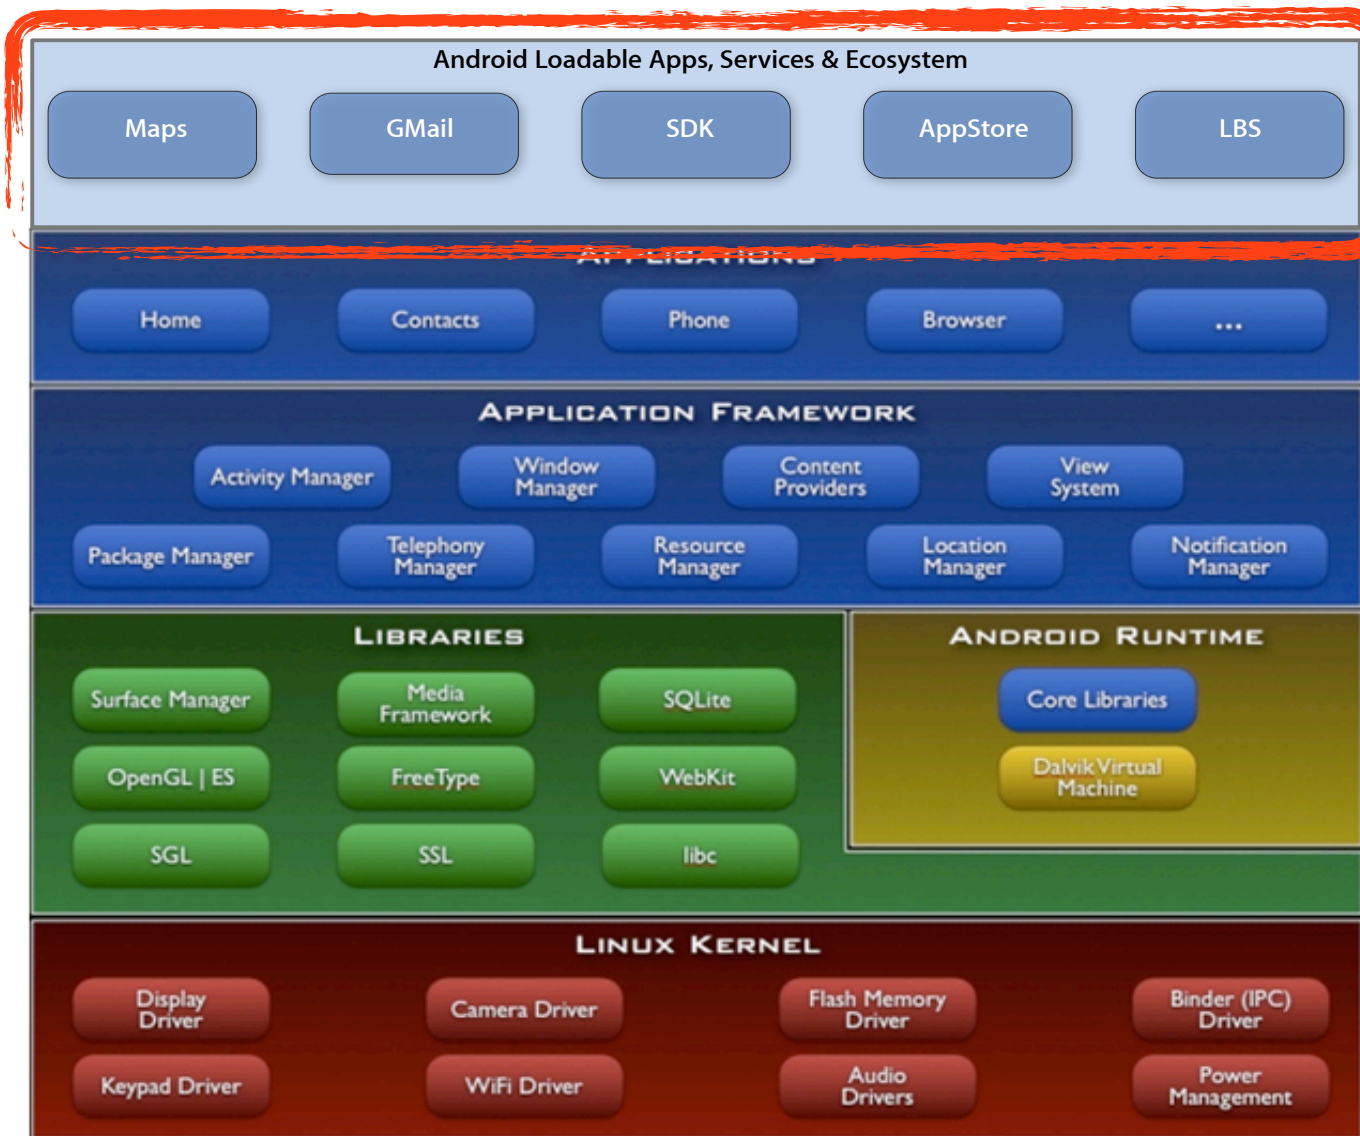 Android Loadable Apps, Services & Ecosystem
Maps
GMail
SDK
AppStore
LBS
APPLICATIONS
Home
Contacts
Phone
Browser
...
APPLICATION FRAMEWORK
Activity Manager
Window
Manager
Content
Providers
View
System
Package Manager
Telephony
Manager
Resource
Manager
Location
Manager
Notification
Manager
LIBRARIES
Surface Manager
Media
Framework
SQLite
OpenGL | ES
FreeType
WebKit
SGL
SSL
libc
ANDROID RUNTIME
Core Libraries
Dalvik Virtual
Machine
LINUX KERNEL
Display
Driver
Camera Driver
Flash Memory
Driver
Binder (IPC)
Driver
Keypad Driver
WiFi Driver
Audio
Drivers
Power
Management